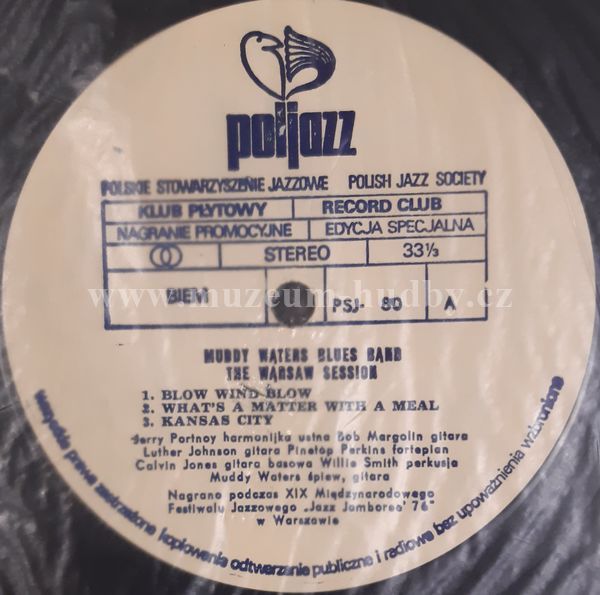 poljazz
POLSKIE STOWARZYSZENIE JAZZOWE POLISH JAZZ SOCIETY
KLUB PŁYTOWY RECORD CLUB
NAGRANIE PROMOCYJNE EDYCJA SPECJALNA
STEREO 33 1/3
BIEM PSJ- 80 A
www.muzeum-hudby.cz
MUDDY WATERS BLUES BAND
THE WARSAW SESSION
1. BLOW WIND BLOW
2. WHAT'S A MATTER WITH A MEAL
3. KANSAS CITY
Jerry Portnoy harmonijka ustna Bob Margolin gitara
Luther Johnson gitara Pinetop Perkins fortepian
Calvin Jones gitara basowa Willie Smith perkusja
Muddy Waters śpiew, gitara
Nagrano podczas XIX Międzynarodowego
Festiwalu Jazzowego „Jazz Jamboree' 76"
w Warszawie
wszystkie prawa zastrzeżone kopiowanie odtwarzanie publiczne i radiowe bez upoważnienia wzbronione